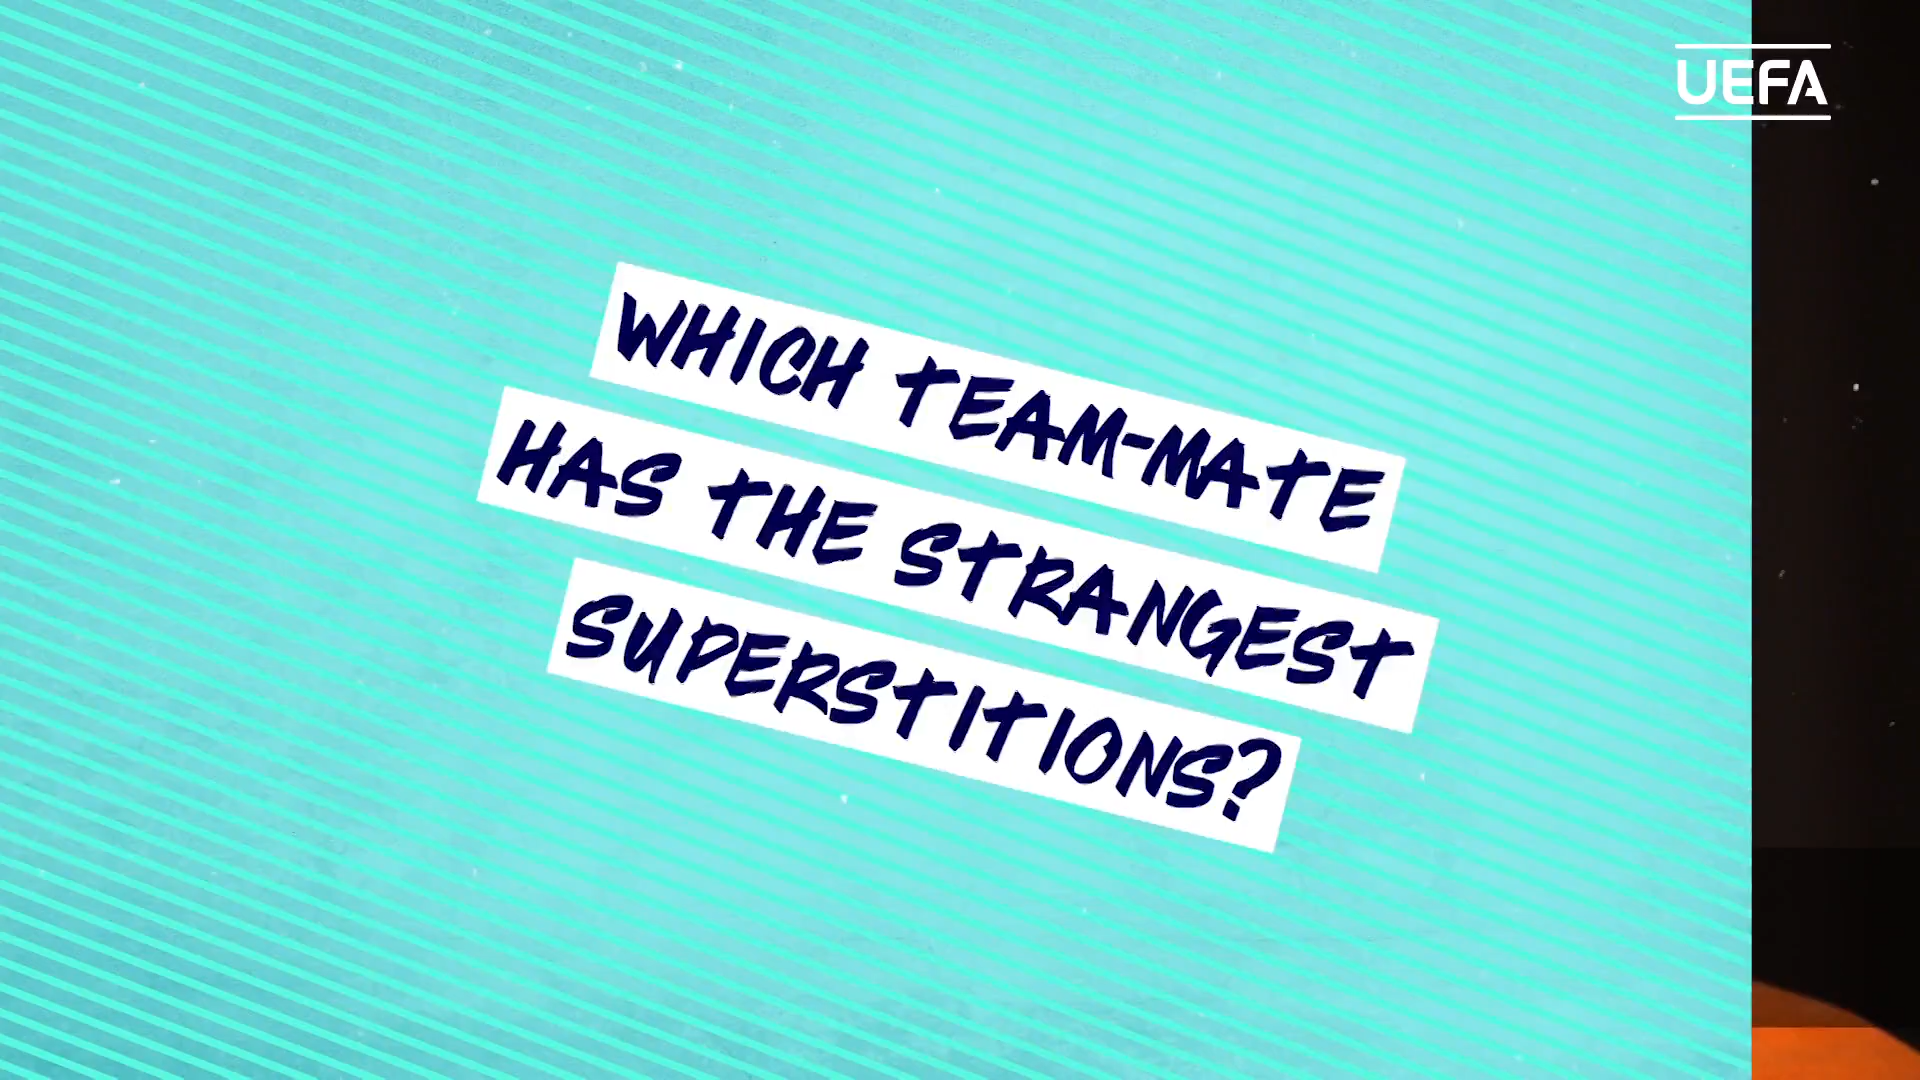 UEFA
WHICH TEAM-MATE
HAS THE STRANGEST
SUPERSTITIONS?